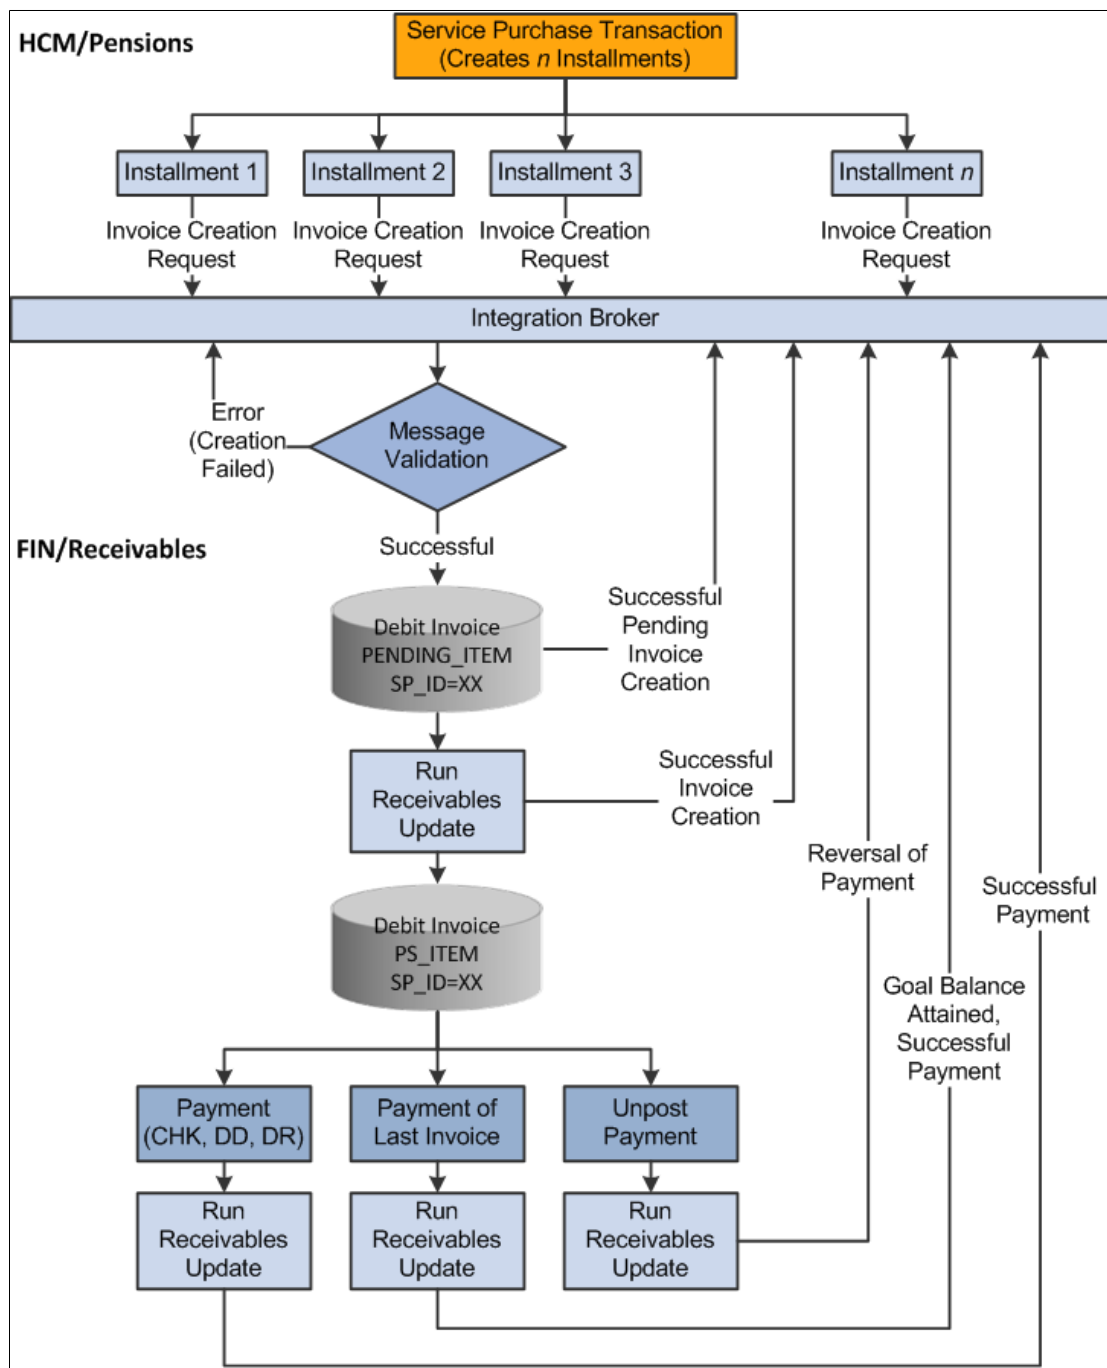 HCM/Pensions
Service Purchase Transaction
(Creates n Installments)
Installment 1
Installment 2
Installment 3
Installment n
Invoice Creation
Request
Invoice Creation
Request
Invoice Creation
Request
Invoice Creation
Request
Integration Broker
Error
(Creation
Failed)
Message
Validation
FIN/Receivables
Successful
Debit Invoice
PENDING_ITEM
SP_ID=XX
Successful
Pending
Invoice
Creation
Run
Receivables
Update
Successful
Invoice
Creation
Reversal of
Payment
Successful
Payment
Debit Invoice
PS_ITEM
SP_ID=XX
Goal Balance
Attained,
Successful
Payment
Payment
(CHK, DD, DR)
Payment of
Last Invoice
Unpost
Payment
Run
Receivables
Update
Run
Receivables
Update
Run
Receivables
Update